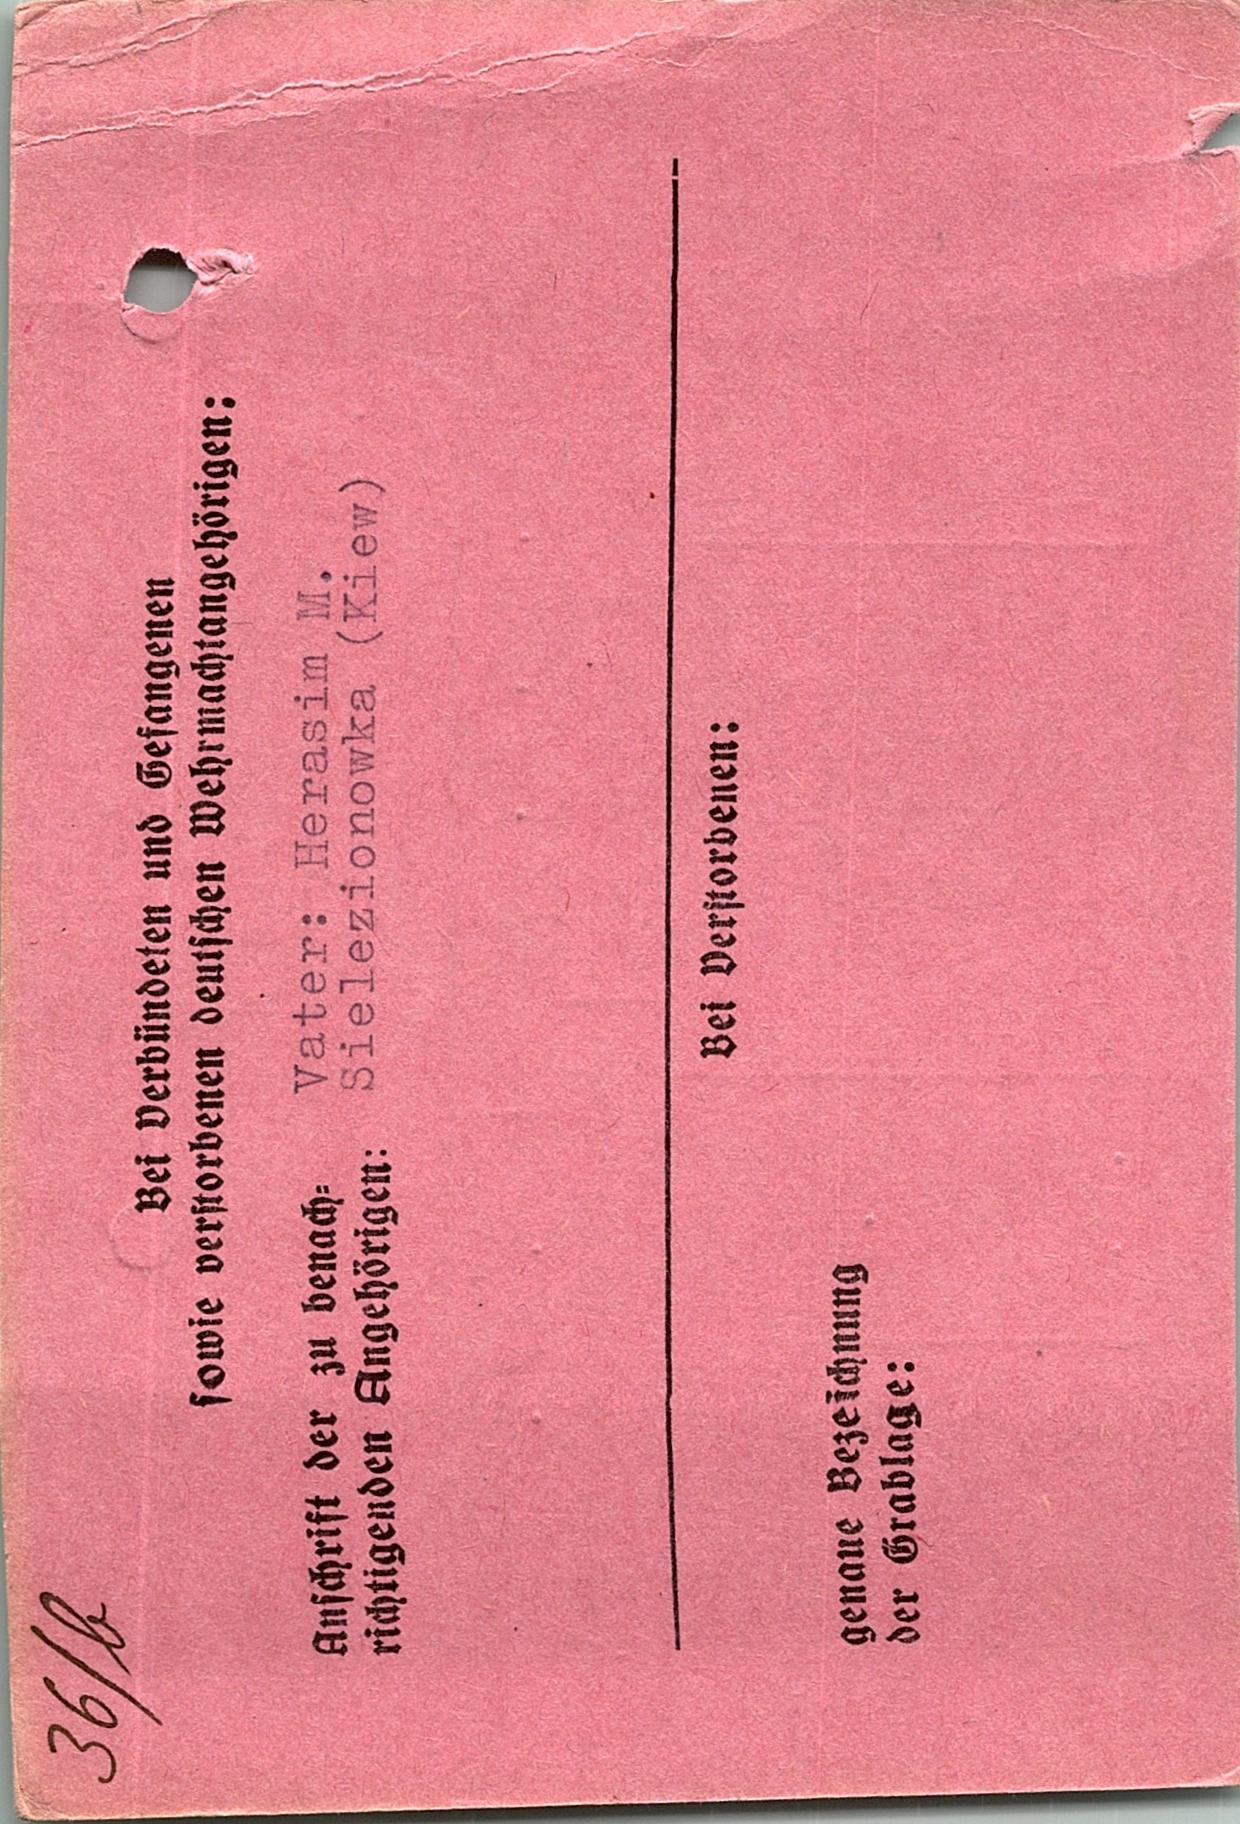 36/b
Bei Verbündeten und Gefangenen
sowie verstorbenen deutschen Wehrmachtangehörigen:
Anschrift der zu benach-
richtigenden Angehörigen:
Vater: Herasim M.
Sielezionowka (Kiew)
Bei Verstorbenen:
genaue Bezeichnung
der Grablage: